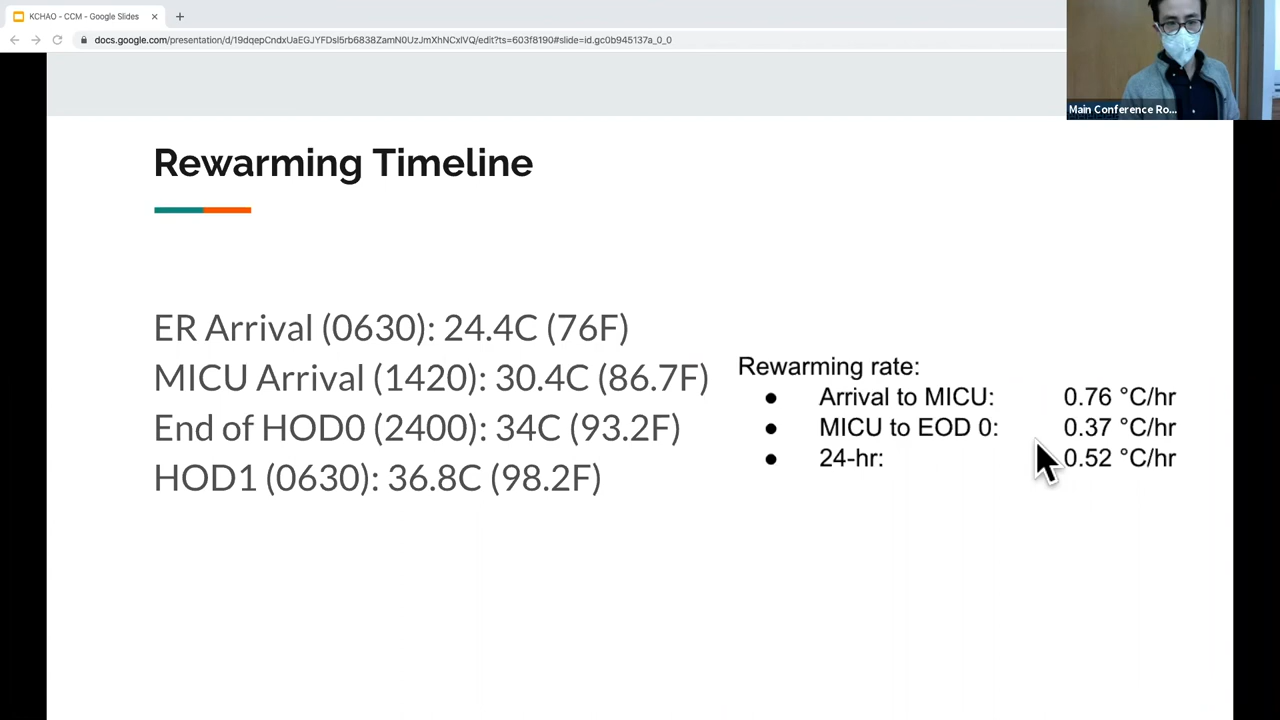 KCHAO - CCM - Google Slides
docs.google.com/presentation/d/19dqepCndxUaEGJYFDsl5rb6838ZamN0UzJmXhNCxlVQ/edit?ts=603f8190#slide=id.gc0b945137a_0_0
Main Conference Ro...
Rewarming Timeline
ER Arrival (0630): 24.4C (76F)
MICU Arrival (1420): 30.4C (86.7F)
End of HOD0 (2400): 34C (93.2F)
HOD1 (0630): 36.8C (98.2F)
Rewarming rate:
● Arrival to MICU: 0.76 °C/hr
● MICU to EOD 0: 0.37 °C/hr
● 24-hr: 0.52 °C/hr